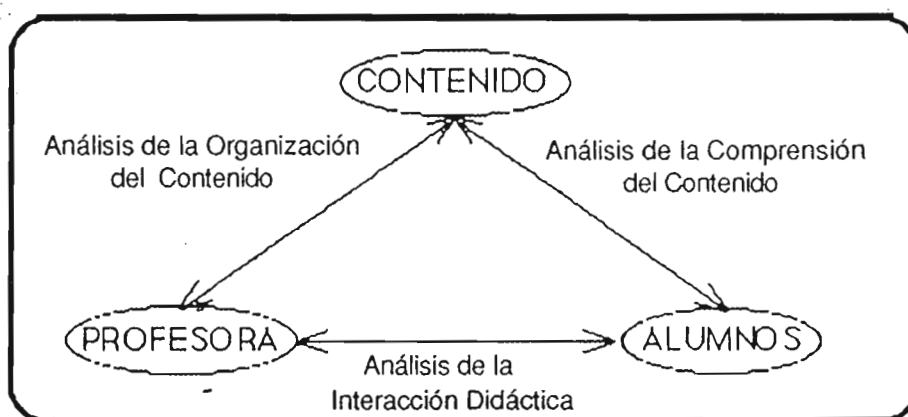 CONTENIDO
Análisis de la Organización
del Contenido
Análisis de la Comprensión
del Contenido
PROFESORA
ALUMNOS
Análisis de la
Interacción Didáctica